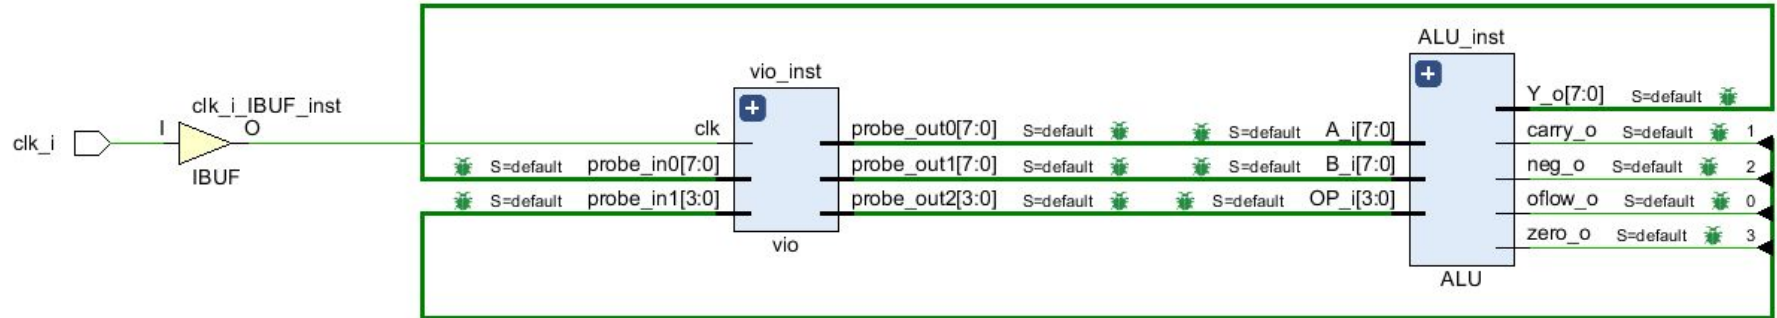 clk_i
I
clk_i_IBUF_inst
O
IBUF
vio_inst
clk
S=default probe_in0[7:0]
S=default probe_in1[3:0]
probe_out0[7:0] S=default
probe_out1[7:0] S=default
probe_out2[3:0] S=default
vio
ALU_inst
S=default A_i[7:0]
S=default B_i[7:0]
S=default OP_i[3:0]
Y_o[7:0] S=default
carry_o S=default 1
neg_o S=default 2
oflow_o S=default 0
zero_o S=default 3
ALU